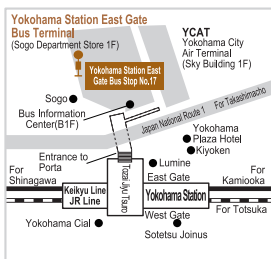 Yokohama Station East Gate
Bus Terminal
(Sogo Department Store 1F)
YCAT
Yokohama City
Air Terminal
(Sky Building 1F)
Yokohama Station East
Gate Bus Stop No.17
Sogo
Bus Information
Center(B1F)
Japan National Route 1
For Takashimacho
Yokohama
Plaza Hotel
Kiyoken
Entrance to
Porta
Lumine
For
Shinagawa
Tozai Jiyu Tsuro
East Gate
For
Kamiooka
Keikyu Line
JR Line
Yokohama Station
For Totsuka
West Gate
Yokohama Cial
Sotetsu Joinus